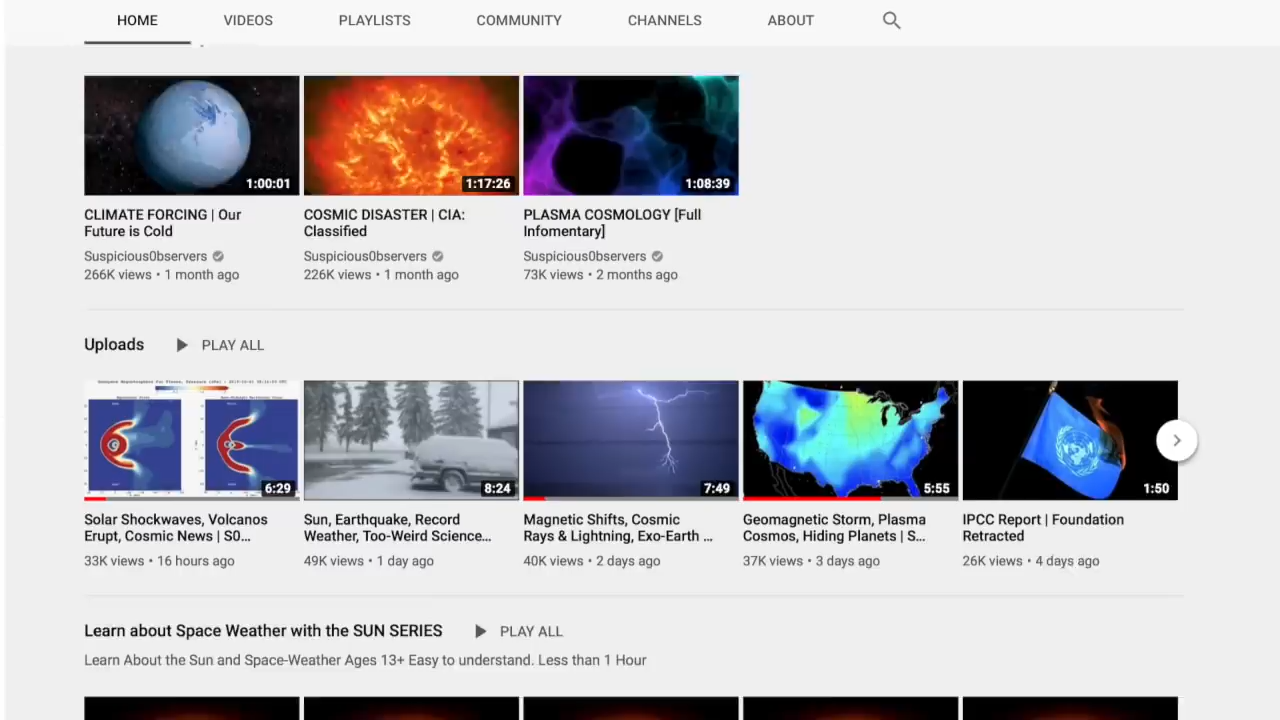 HOME VIDEOS PLAYLISTS COMMUNITY CHANNELS ABOUT
1:00:01 1:17:26 1:08:39
CLIMATE FORCING | Our Future is Cold
Suspicious0bservers
266K views • 1 month ago
COSMIC DISASTER | CIA: Classified
Suspicious0bservers
226K views • 1 month ago
PLASMA COSMOLOGY [Full Infomentary]
Suspicious0bservers
73K views • 2 months ago
Uploads PLAY ALL
6:29 8:24 7:49 5:55 1:50
Solar Shockwaves, Volcanos
Erupt, Cosmic News | S0...
33K views • 16 hours ago
Sun, Earthquake, Record
Weather, Too-Weird Science...
49K views • 1 day ago
Magnetic Shifts, Cosmic
Rays & Lightning, Exo-Earth ...
40K views • 2 days ago
Geomagnetic Storm, Plasma
Cosmos, Hiding Planets | S...
37K views • 3 days ago
IPCC Report | Foundation
Retracted
26K views • 4 days ago
Learn about Space Weather with the SUN SERIES PLAY ALL
Learn About the Sun and Space-Weather Ages 13+ Easy to understand. Less than 1 Hour